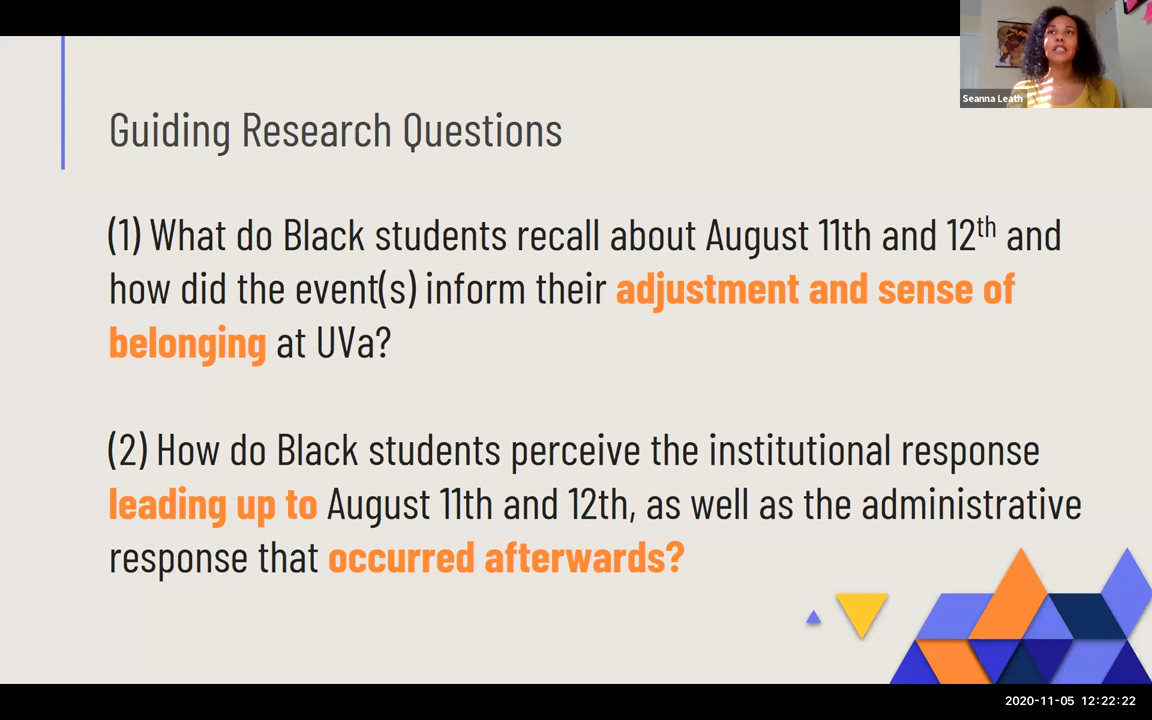 Seanna Leath
Guiding Research Questions
(1) What do Black students recall about August 11th and 12th and
how did the event(s) inform their adjustment and sense of
belonging at UVa?
(2) How do Black students perceive the institutional response
leading up to August 11th and 12th, as well as the administrative
response that occurred afterwards?
2020-11-05 12:22:22